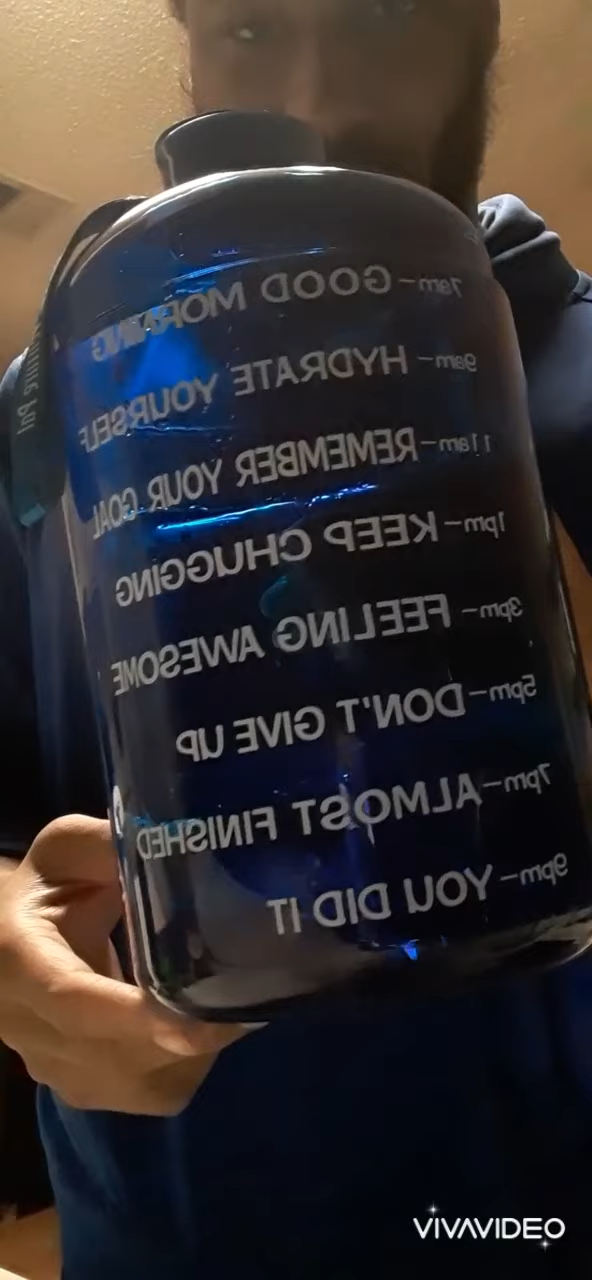 7am-GOOD MORNING
9am-HYDRATE YOURSELF
11am-REMEMBER YOUR GOAL
1pm-KEEP CHUGGING
3pm-FEELING AWESOME
5pm-DON'T GIVE UP
7pm-ALMOST FINISHED
9pm-YOU DID IT
VIVAVIDEO